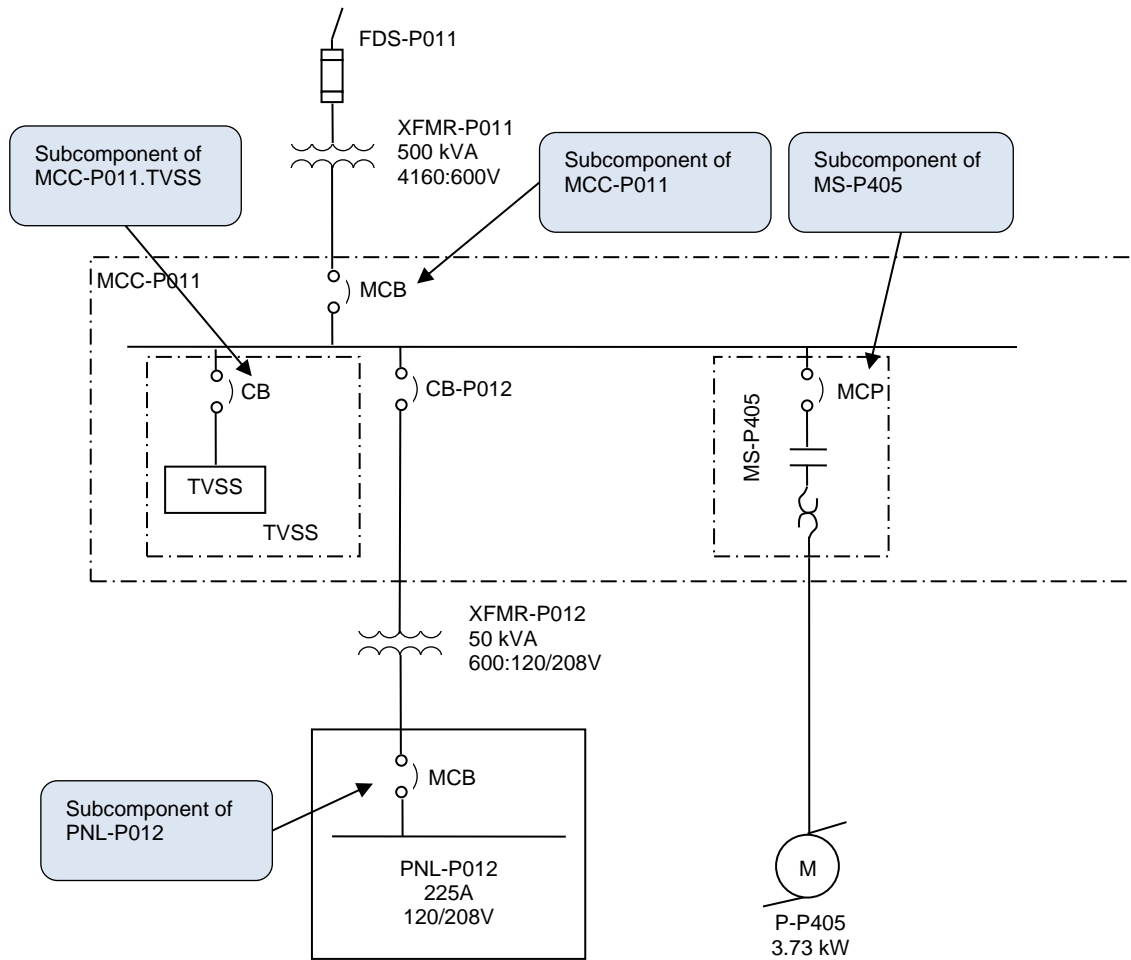 FDS-P011
XFMR-P011
500 kVA
4160:600V
Subcomponent of
MCC-P011.TVSS
Subcomponent of
MCC-P011
Subcomponent of
MS-P405
MCC-P011
MCB
CB
CB-P012
MCP
MS-P405
TVSS
TVSS
XFMR-P012
50 kVA
600:120/208V
MCB
Subcomponent of
PNL-P012
PNL-P012
225A
120/208V
M
P-P405
3.73 kW